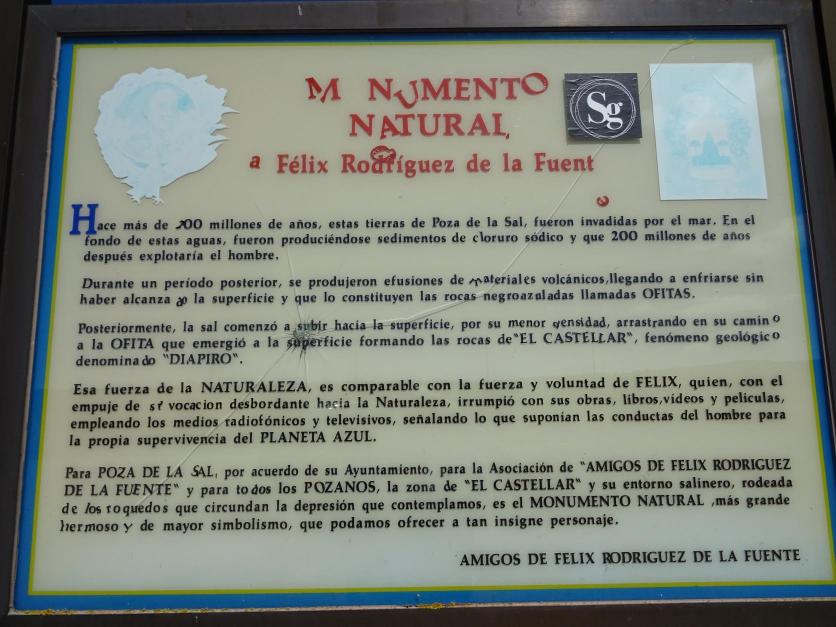 M NUMENTO
NATURAL,
a Félix Rodríguez de la Fuent
e
Sg
Hace más de 200 millones de años, estas tierras de Poza de la Sal, fueron invadidas por el mar. En el
fondo de estas aguas, fueron produciéndose sedimentos de cloruro sódico y que 200 millones de años
después explotaría el hombre.
Durante un período posterior, se produjeron efusiones de materiales volcánicos,llegando a enfriarse sin
haber alcanzado la superficie y que lo constituyen las rocas negroazuladas llamadas OFITAS.
Posteriormente, la sal comenzó a subir hacia la superficie, por su menor densidad, arrastrando en su camino
a la OFITA que emergió a la superficie formando las rocas de"EL CASTELLAR", fenómeno geológico
denominado "DIAPIRO".
Esa fuerza de la NATURALEZA, es comparable con la fuerza y voluntad de FELIX, quien, con el
empuje de su vocacion desbordante hacia la Naturaleza, irrumpió con sus obras, libros,vídeos y peliculas,
empleando los medios radiofónicos y televisivos, señalando lo que suponian las conductas del hombre para
la propia supervivencia del PLANETA AZUL.
Para POZA DE LA SAL, por acuerdo de su Ayuntamiento, para la Asociación de "AMIGOS DE FELIX RODRIGUEZ
DE LA FUENTE" y para todos los POZANOS, la zona de "EL CASTELLAR" y su entorno salinero, rodeada
de los roquedos que circundan la depresión que contemplamos, es el MONUMENTO NATURAL ,más grande
hermoso y de mayor simbolismo, que podamos ofrecer a tan insigne personaje.
AMIGOS DE FELIX RODRIGUEZ DE LA FUENTE